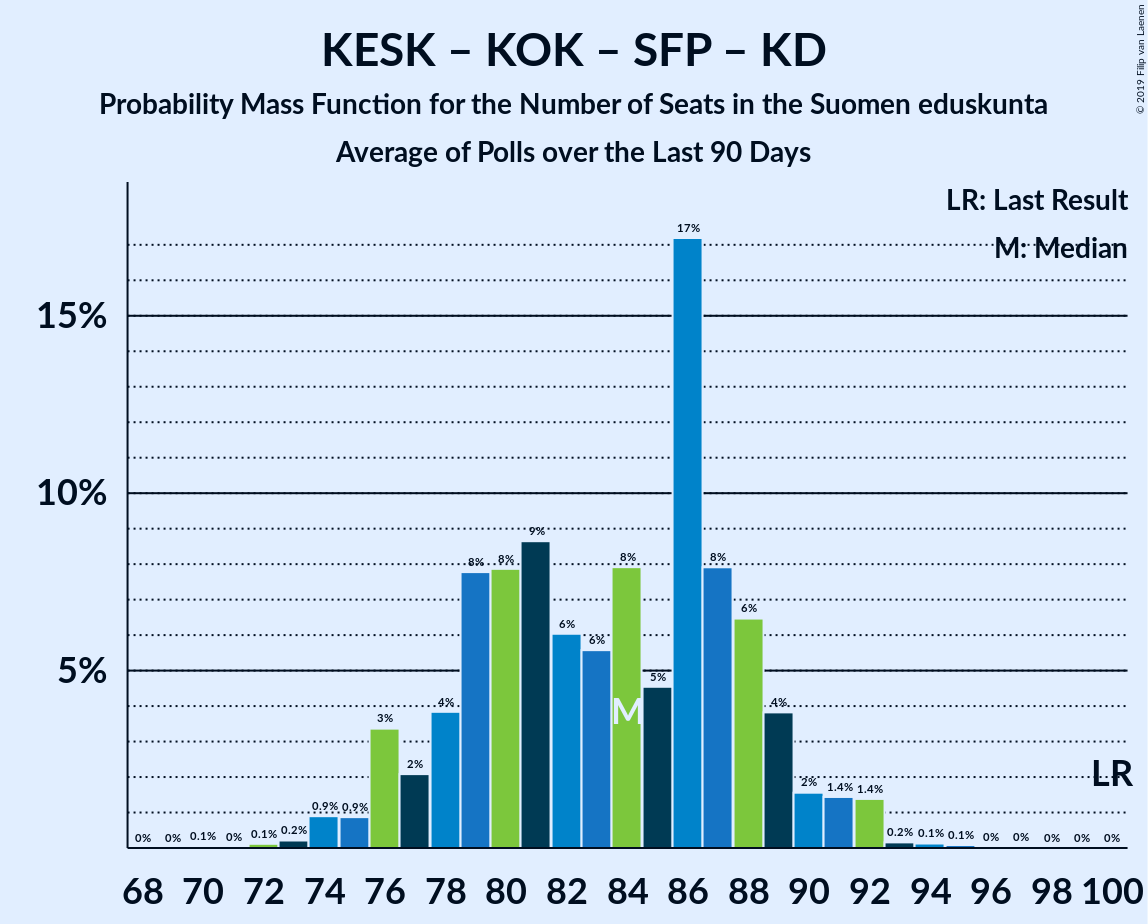 KESK – KOK – SFP – KD
Probability Mass Function for the Number of Seats in the Suomen eduskunta
Average of Polls over the Last 90 Days
© 2019 Filip van Laenen
LR: Last Result
M: Median
15%
10%
5%
0% 0% 0.1% 0% 0.1% 0.2% 0.9% 0.9% 3% 2% 4% 8% 8% 9% 6% 6% 8% 5% 17% 8% 6% 4% 2% 1.4% 1.4% 0.2% 0.1% 0.1% 0% 0% 0% 0% 0%
M
LR
68 70 72 74 76 78 80 82 84 86 88 90 92 94 96 98 100